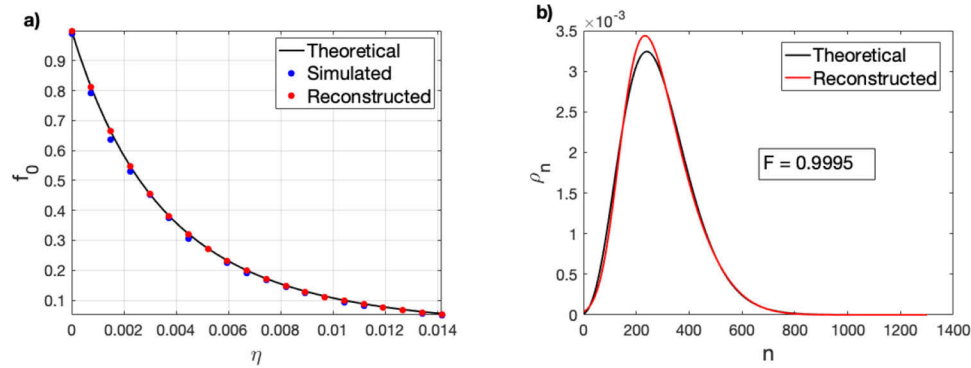 a)
0.9
0.8
0.7
0.6
0.5
0.4
0.3
0.2
0.1
f₀
0 0.002 0.004 0.006 0.008 0.01 0.012 0.014
η
Theoretical
Simulated
Reconstructed
b)
×10⁻³
3.5
3
2.5
2
1.5
1
0.5
0
ρₙ
0 200 400 600 800 1000 1200 1400
n
Theoretical
Reconstructed
F = 0.9995